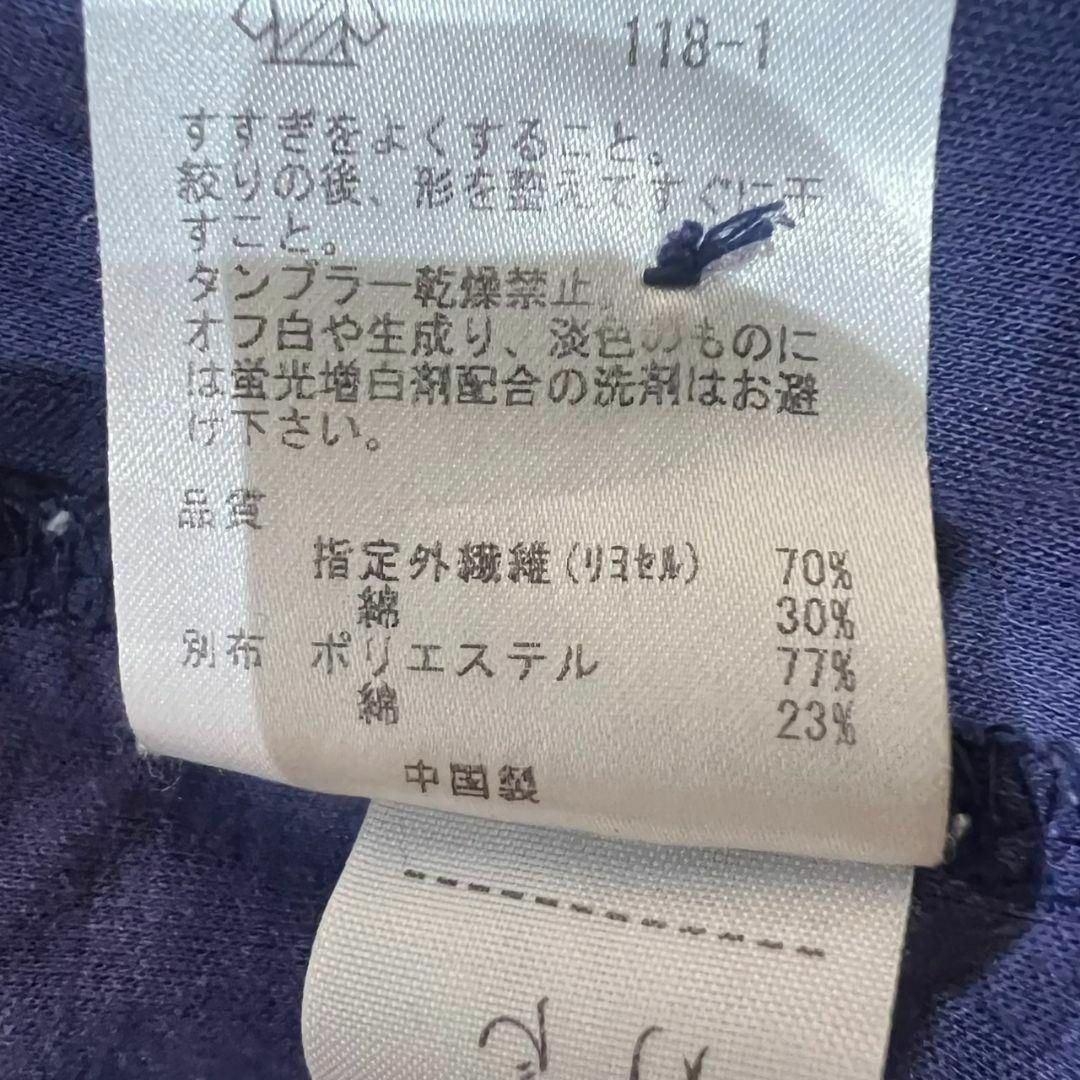 118-1
すすぎをよくすること。
絞りの後、形を整えてすぐに干
すこと。
タンブラー乾燥禁止。
オフ白や生成り、淡色のものに
は蛍光増白剤配合の洗剤はお避
け下さい。
品質
指定外繊維(リヨセル) 70%
綿 30%
別布 ポリエステル 77%
綿 23%
中国製